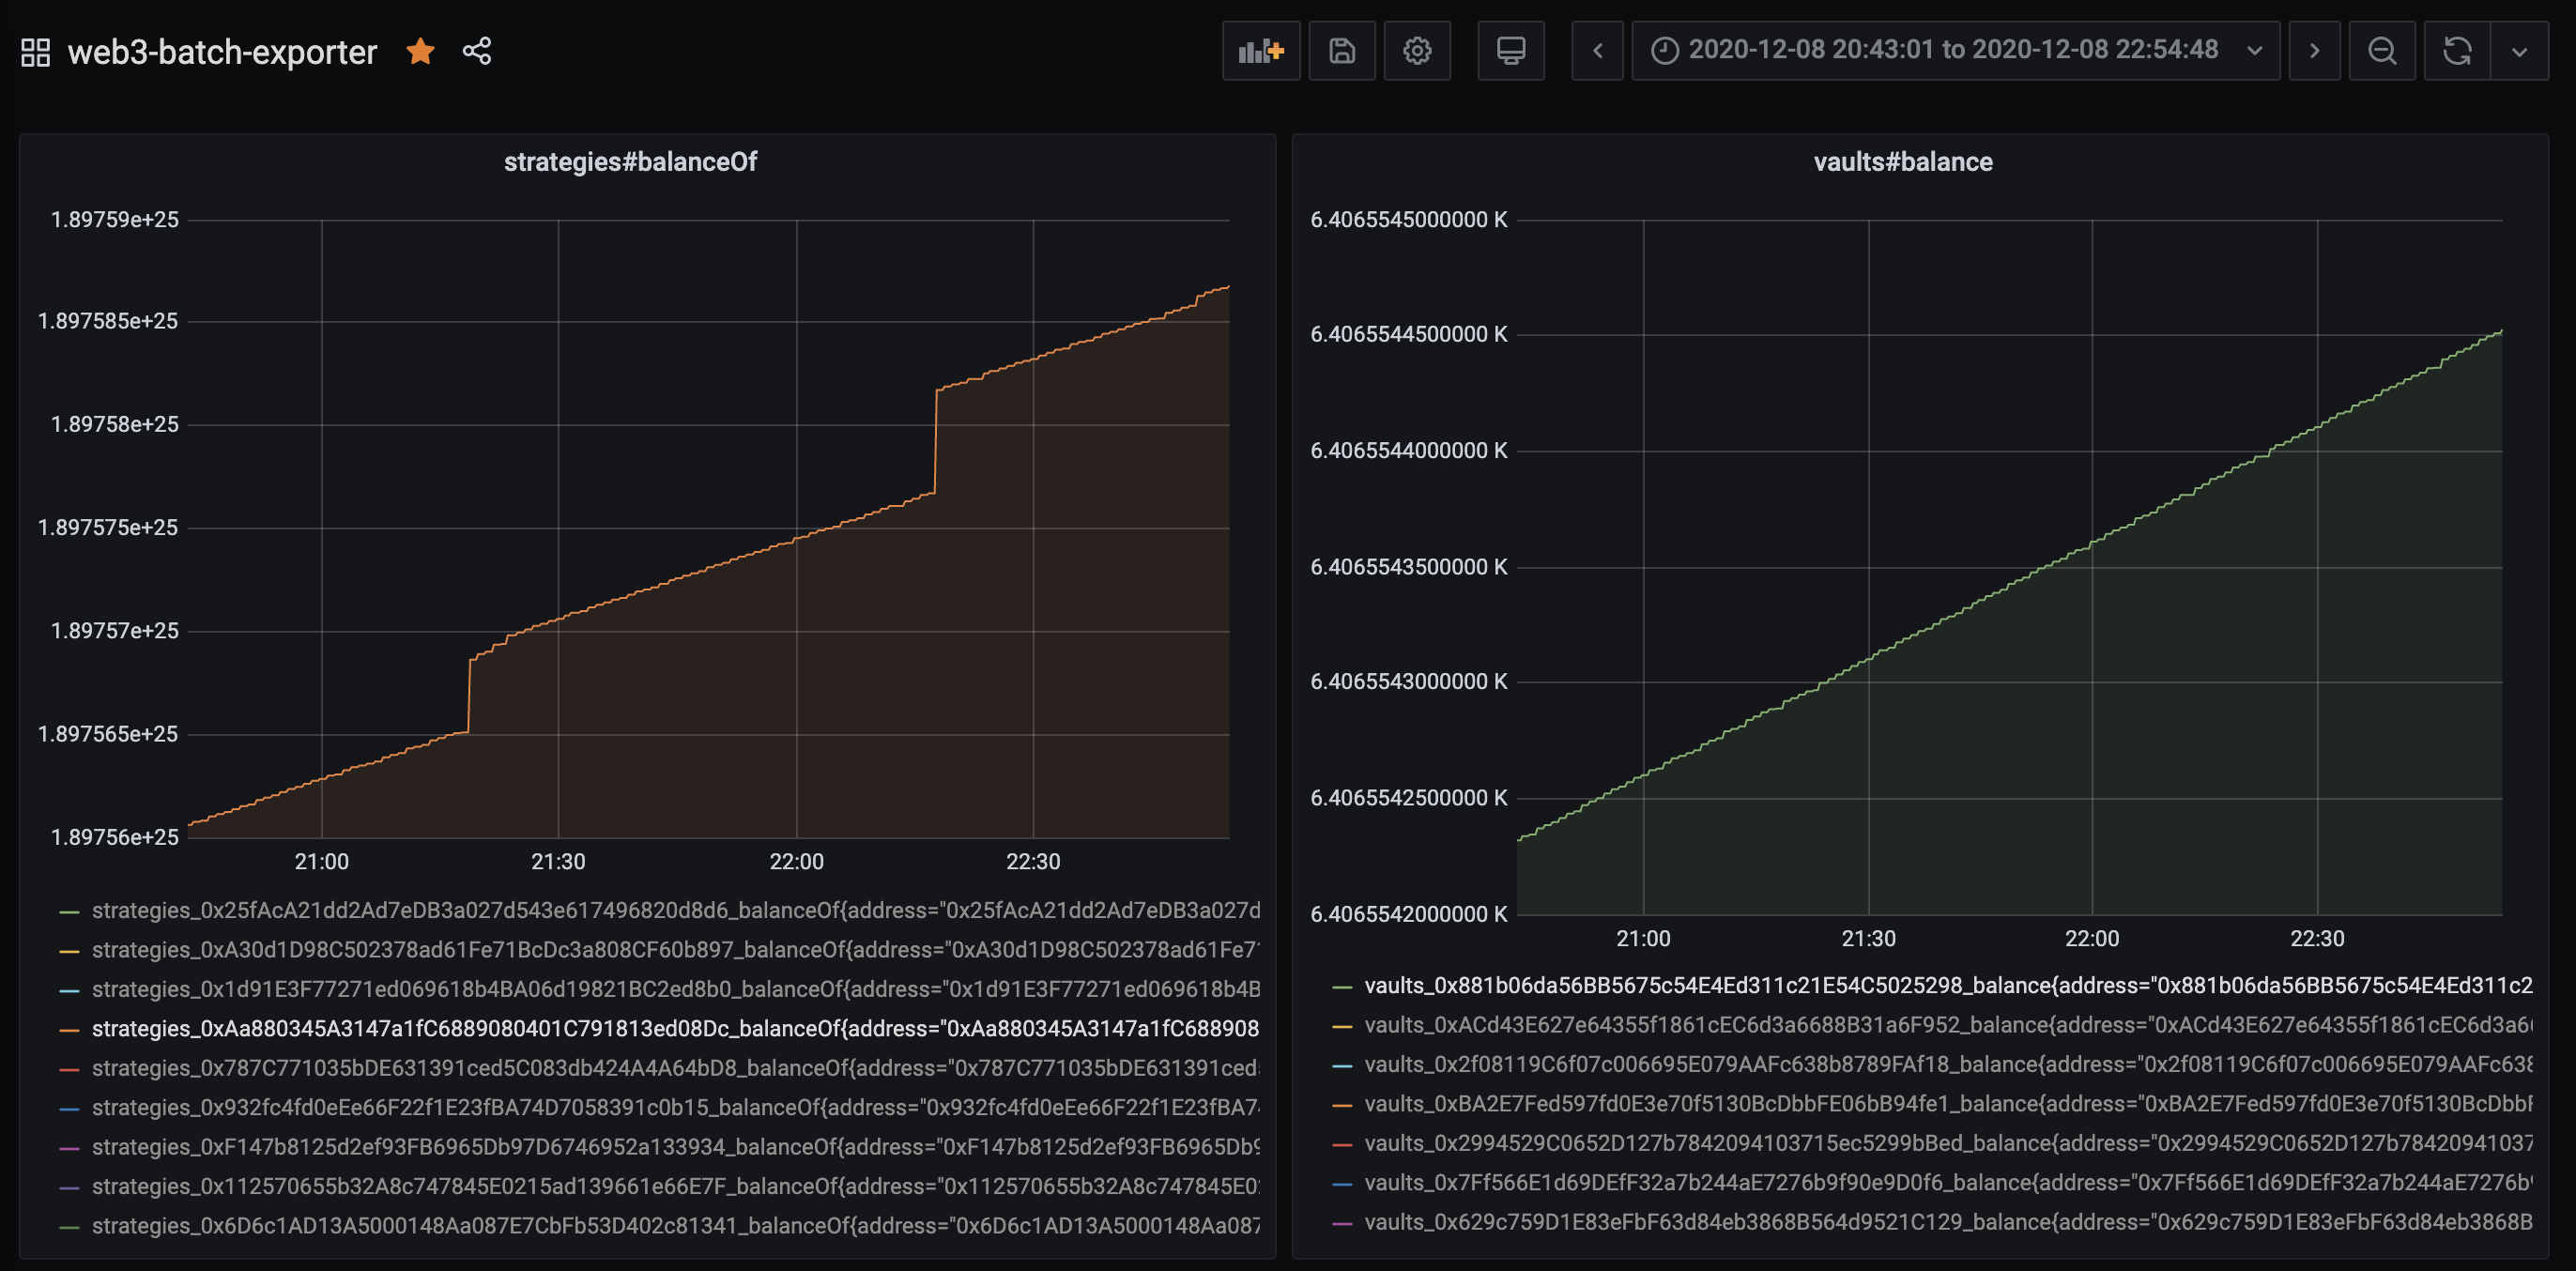 web3-batch-exporter
2020-12-08 20:43:01 to 2020-12-08 22:54:48
strategies#balanceOf
1.89759e+25
1.897585e+25
1.89758e+25
1.897575e+25
1.89757e+25
1.897565e+25
1.89756e+25
21:00 21:30 22:00 22:30
strategies_0x25fAcA21dd2Ad7eDB3a027d543e617496820d8d6_balanceOf{address="0x25fAcA21dd2Ad7eDB3a027d
strategies_0xA30d1D98C502378ad61Fe71BcDc3a808CF60b897_balanceOf{address="0xA30d1D98C502378ad61Fe71
strategies_0x1d91E3F77271ed069618b4BA06d19821BC2ed8b0_balanceOf{address="0x1d91E3F77271ed069618b4B
strategies_0xAa880345A3147a1fC6889080401C791813ed08Dc_balanceOf{address="0xAa880345A3147a1fC688908
strategies_0x787C771035bDE631391ced5C083db424A4A64bD8_balanceOf{address="0x787C771035bDE631391ced
strategies_0x932fc4fd0eEe66F22f1E23fBA74D7058391c0b15_balanceOf{address="0x932fc4fd0eEe66F22f1E23fBA7
strategies_0xF147b8125d2ef93FB6965Db97D6746952a133934_balanceOf{address="0xF147b8125d2ef93FB6965Db9
strategies_0x112570655b32A8c747845E0215ad139661e66E7F_balanceOf{address="0x112570655b32A8c747845E0
strategies_0x6D6c1AD13A5000148Aa087E7CbFb53D402c81341_balanceOf{address="0x6D6c1AD13A5000148Aa087
vaults#balance
6.4065545000000 K
6.4065544500000 K
6.4065544000000 K
6.4065543500000 K
6.4065543000000 K
6.4065542500000 K
6.4065542000000 K
21:00 21:30 22:00 22:30
vaults_0x881b06da56BB5675c54E4Ed311c21E54C5025298_balance{address="0x881b06da56BB5675c54E4Ed311c2
vaults_0xACd43E627e64355f1861cEC6d3a6688B31a6F952_balance{address="0xACd43E627e64355f1861cEC6d3a6
vaults_0x2f08119C6f07c006695E079AAFc638b8789FAf18_balance{address="0x2f08119C6f07c006695E079AAFc638
vaults_0xBA2E7Fed597fd0E3e70f5130BcDbbFE06bB94fe1_balance{address="0xBA2E7Fed597fd0E3e70f5130BcDbbF
vaults_0x2994529C0652D127b7842094103715ec5299bBed_balance{address="0x2994529C0652D127b78420941037
vaults_0x7Ff566E1d69DEfF32a7b244aE7276b9f90e9D0f6_balance{address="0x7Ff566E1d69DEfF32a7b244aE7276b
vaults_0x629c759D1E83eFbF63d84eb3868B564d9521C129_balance{address="0x629c759D1E83eFbF63d84eb3868B